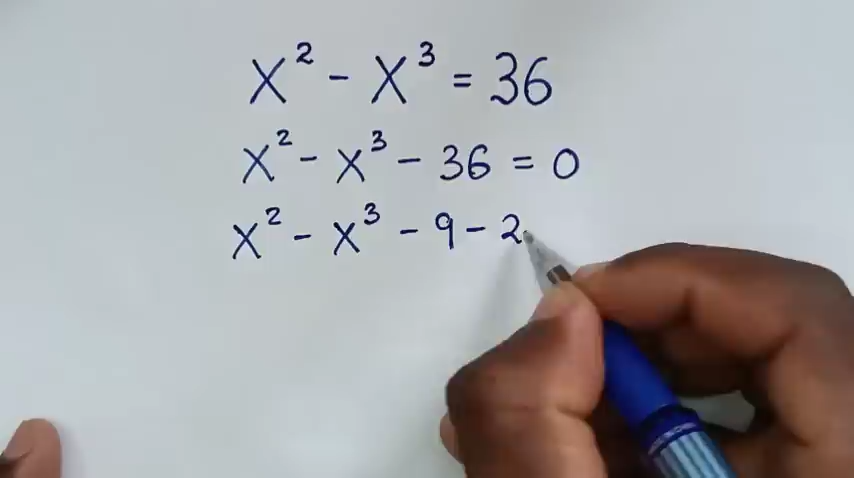 x² - x³ = 36
x² - x³ - 36 = 0
x² - x³ - 9 - 2